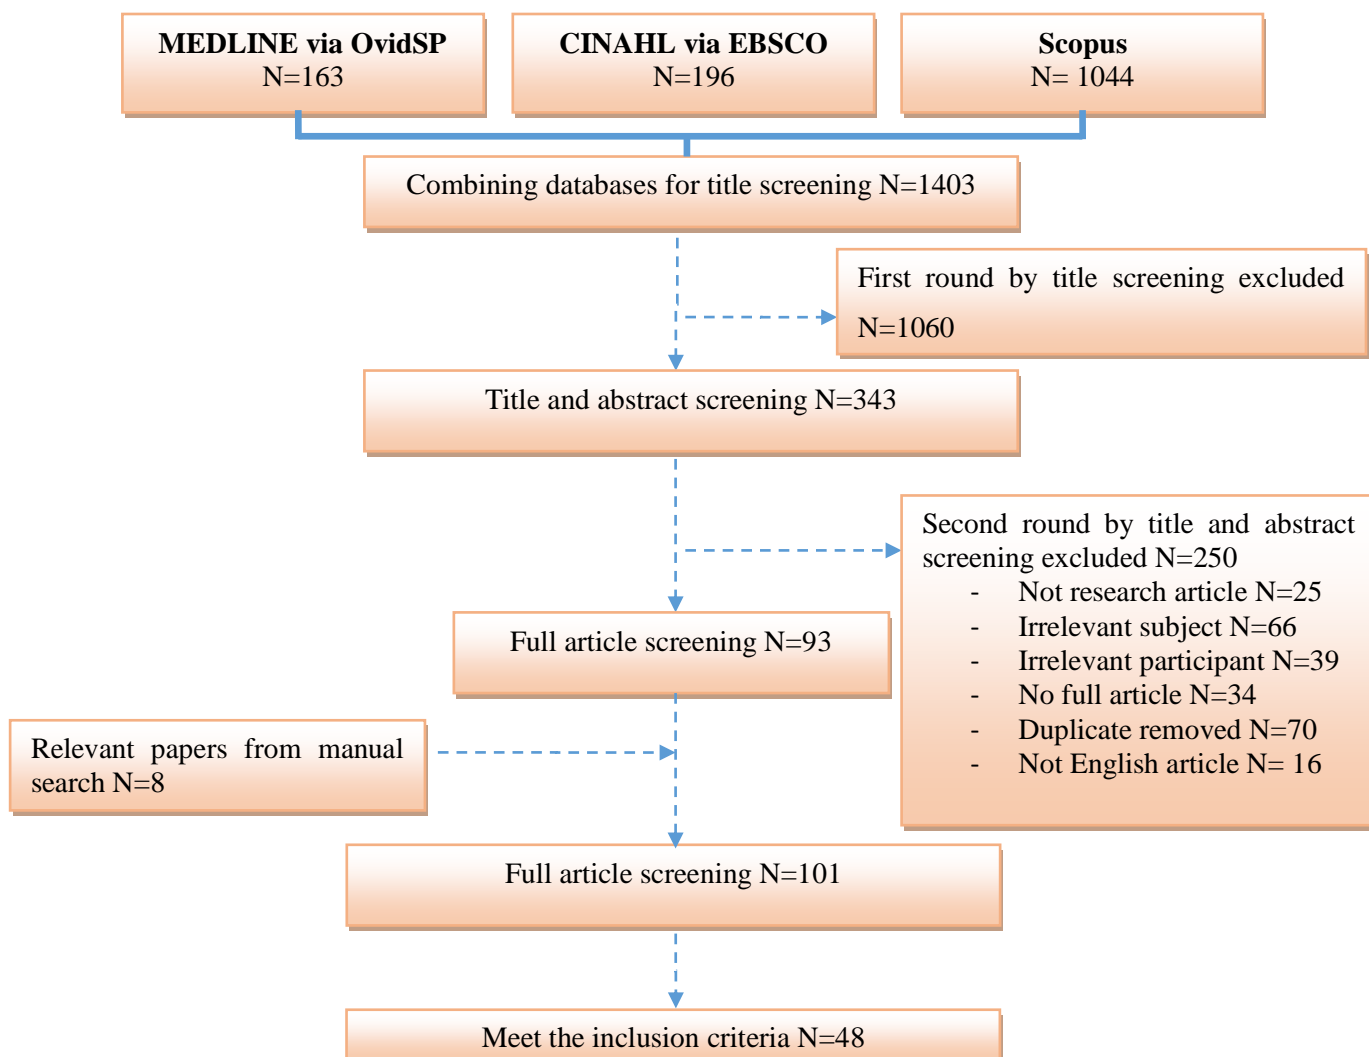 MEDLINE via OvidSP
N=163
CINAHL via EBSCO
N=196
Scopus
N= 1044
Combining databases for title screening N=1403
First round by title screening excluded
N=1060
Title and abstract screening N=343
Second round by title and abstract
screening excluded N=250
- Not research article N=25
- Irrelevant subject N=66
- Irrelevant participant N=39
- No full article N=34
- Duplicate removed N=70
- Not English article N= 16
Full article screening N=93
Relevant papers from manual
search N=8
Full article screening N=101
Meet the inclusion criteria N=48